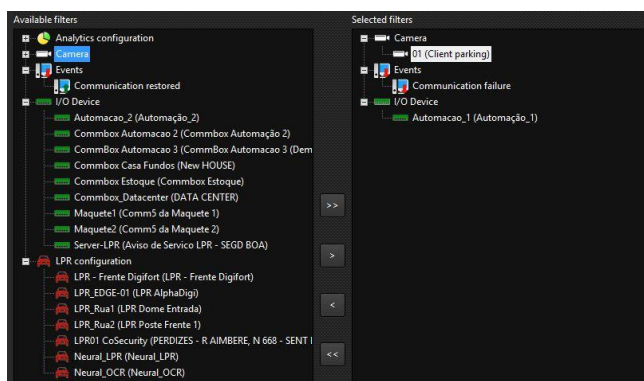 Available filters
Analytics configuration
Camera
Events
Communication restored
I/O Device
Automacao_2 (Automação_2)
Commbox Automacao 2 (Commbox Automação 2)
CommBox Automacao 3 (CommBox Automacao 3 (Dem
Commbox Casa Fundos (New HOUSE)
Commbox Estoque (Commbox Estoque)
Commbox_Datacenter (DATA CENTER)
Maquete1 (Comm5 da Maquete 1)
Maquete2 (Comm5 da Maquete 2)
Server-LPR (Aviso de Servico LPR - SEGD BOA)
LPR configuration
LPR - Frente Digifort (LPR - Frente Digifort)
LPR_EDGE-01 (LPR AlphaDigi)
LPR_Rua1 (LPR Dome Entrada)
LPR_Rua2 (LPR Poste Frente 1)
LPR01 CoSecurity (PERDIZES - R AIMBERE, N 668 - SENT I
Neural_LPR (Neural_LPR)
Neural_OCR (Neural_OCR)
>>
>
<
<<
Selected filters
Camera
01 (Client parking)
Events
Communication failure
I/O Device
Automacao_1 (Automação_1)